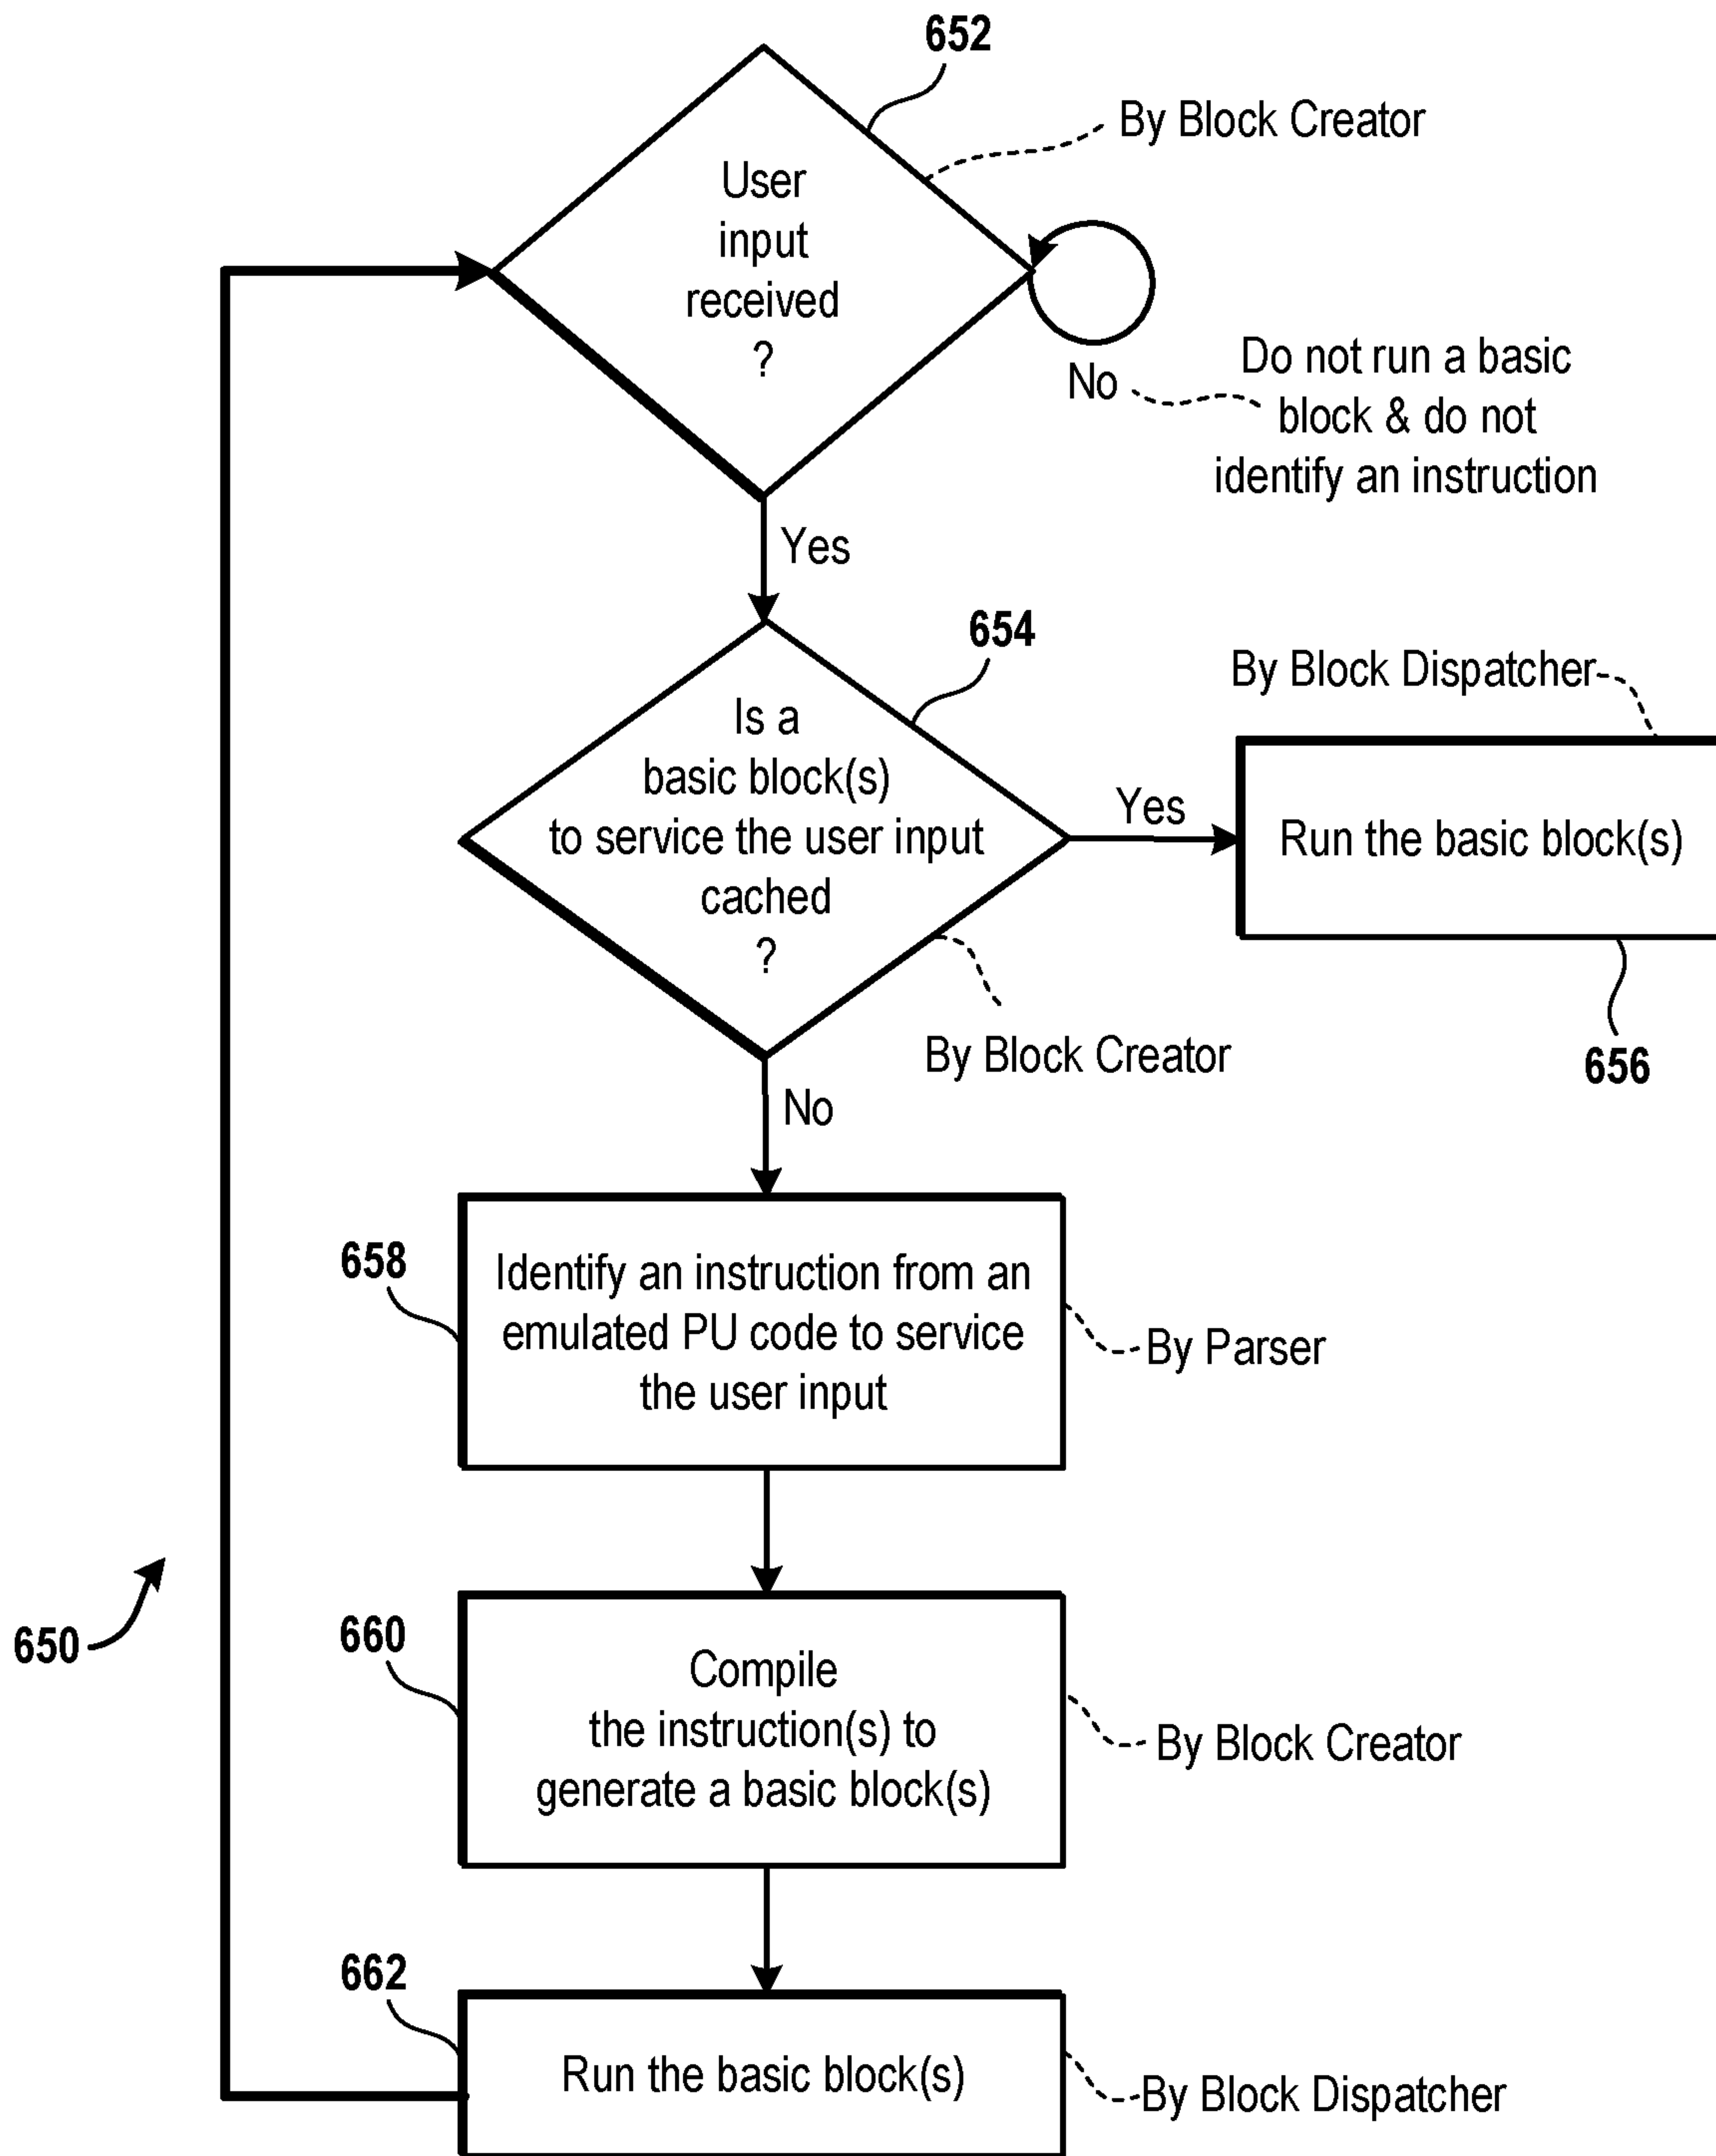 652
By Block Creator
User
input
received
?
No
Do not run a basic
block & do not
identify an instruction
Yes
654
By Block Dispatcher
Is a
basic block(s)
to service the user input
cached
?
Yes
Run the basic block(s)
By Block Creator
656
No
658
Identify an instruction from an
emulated PU code to service
the user input
By Parser
650
660
Compile
the instruction(s) to
generate a basic block(s)
By Block Creator
662
Run the basic block(s)
By Block Dispatcher